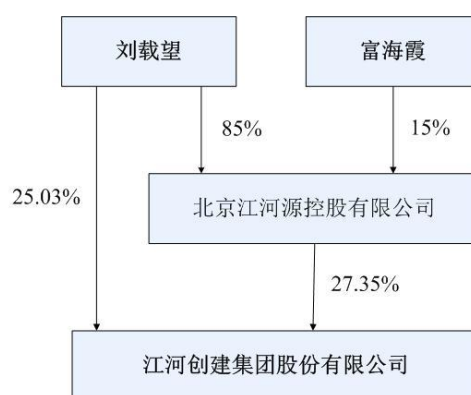 刘载望
富海霞
85%
15%
25.03%
北京江河源控股有限公司
27.35%
江河创建集团股份有限公司